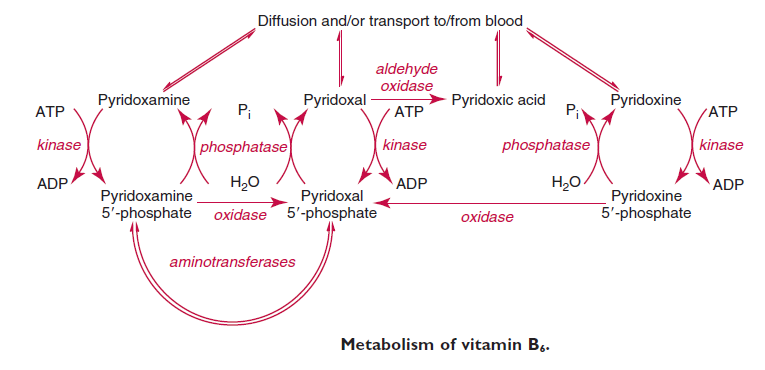 Diffusion and/or transport to/from blood
aldehyde
oxidase
Pyridoxamine
Pyridoxal
Pyridoxic acid
Pyridoxine
ATP
Pi
ATP
Pi
ATP
kinase
phosphatase
kinase
phosphatase
kinase
ADP
H₂O
ADP
H₂O
ADP
Pyridoxamine
5′-phosphate
oxidase
Pyridoxal
5′-phosphate
oxidase
Pyridoxine
5′-phosphate
aminotransferases
Metabolism of vitamin B₆.